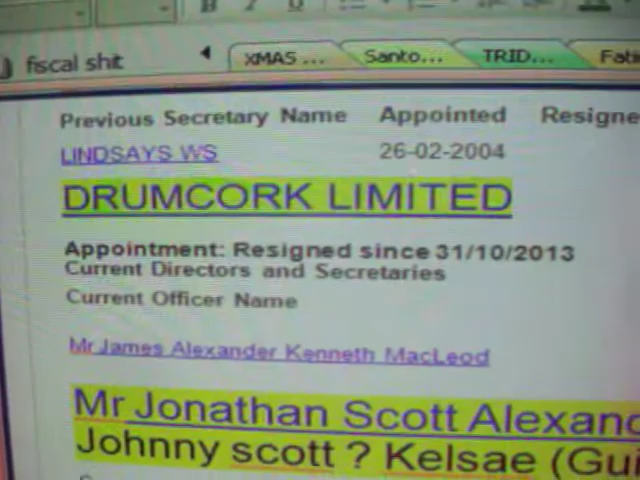 B I U
fiscal shit XMAS ... Santo... TRID...
Previous Secretary Name Appointed
LINDSAYS WS 26-02-2004
DRUMCORK LIMITED
Appointment: Resigned since 31/10/2013
Current Directors and Secretaries
Current Officer Name
Mr James Alexander Kenneth MacLeod
Mr Jonathan Scott
Johnny scott ? Kelsae